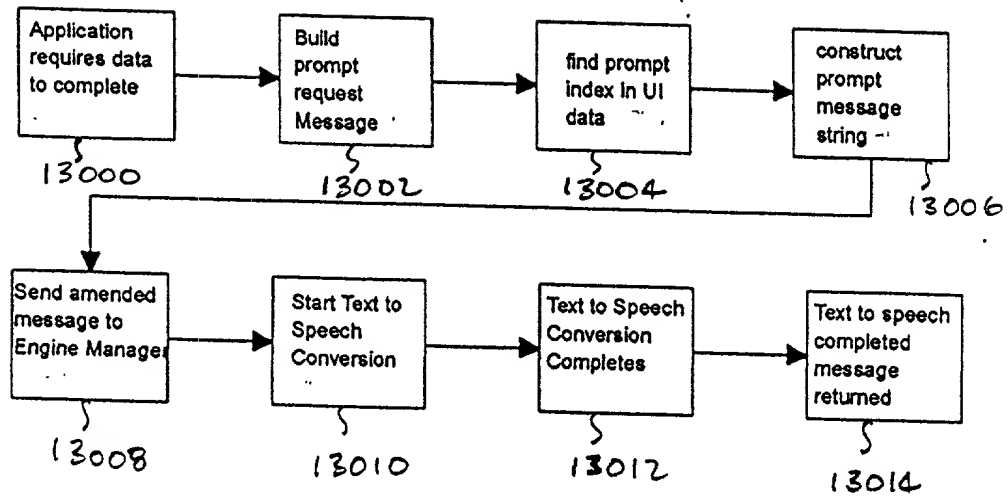 Application
requires data
to complete
13000
Build
prompt
request
Message
13002
find prompt
index in UI
data
13004
construct
prompt
message
string
13006
Send amended
message to
Engine Manager
13008
Start Text to
Speech
Conversion
13010
Text to Speech
Conversion
Completes
13012
Text to speech
completed
message
returned
13014